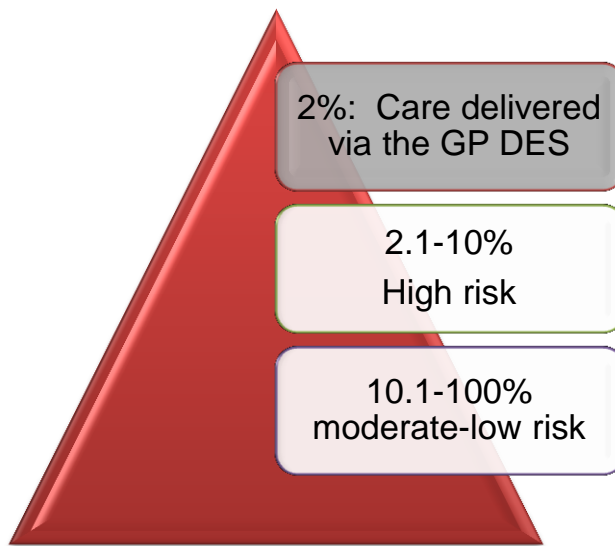 2%: Care delivered
via the GP DES
2.1-10%
High risk
10.1-100%
moderate-low risk